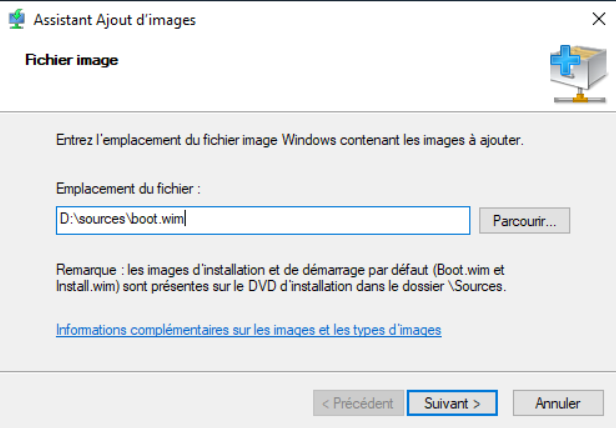 Assistant Ajout d'images
Fichier image
Entrez l'emplacement du fichier image Windows contenant les images à ajouter.
Emplacement du fichier :
D:\sources\boot.wim
Parcourir...
Remarque : les images d'installation et de démarrage par défaut (Boot.wim et
Install.wim) sont présentes sur le DVD d'installation dans le dossier \Sources.
Informations complémentaires sur les images et les types d'images
< Précédent
Suivant >
Annuler